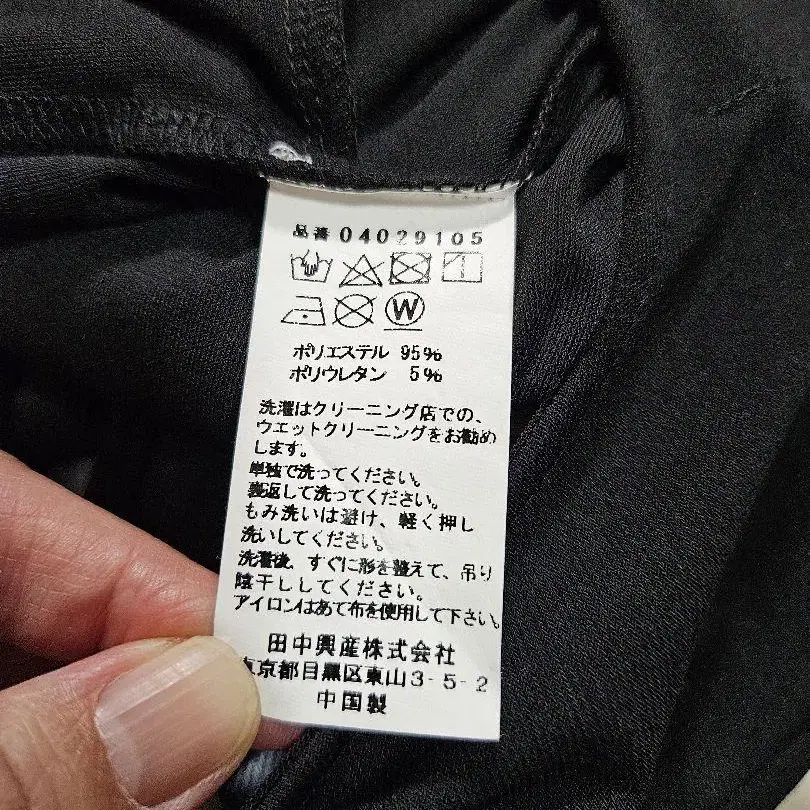 品番 04029105
W
ポリエステル 95%
ポリウレタン 5%
洗濯はクリーニング店での、
ウエットクリーニングをお勧め
します。
単独で洗ってください。
裏返して洗ってください。
もみ洗いは避け、軽く押し
洗いしてください。
洗濯後、すぐに形を整えて、吊り
陰干ししてください。
アイロンはあて布を使用して下さい。
田中興産株式会社
東京都目黒区東山3-5-2
中国製